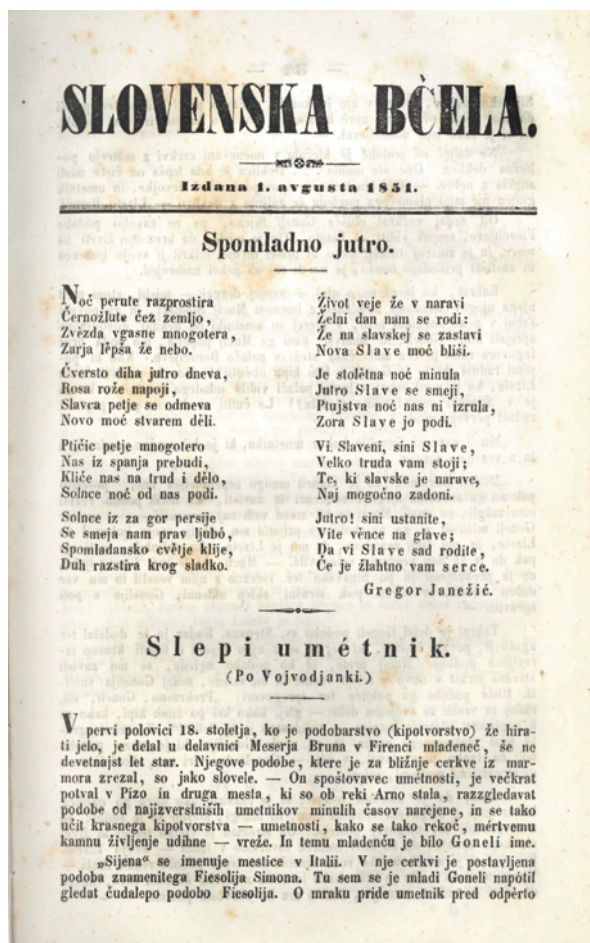 SLOVENSKA BČELA.
Izdana 1. avgusta 1851.
Spomladno jutro.
Noč perute razprostira
Černožlute čez zemljo,
Zvězda vgasne mnogotera,
Zarja lěpša že nebo.
Čversto diha jutro dneva,
Rosa rože napoji,
Slavca petje se odmeva
Novo moč stvarem děli.
Ptičic petje mnogotero
Nas iz spanja prebudi,
Kliče nas na trud i dělo,
Solnce noč od nas podi.
Solnce iz za gor persije
Se smeja nam prav ljubó,
Spomladansko cvětje klije,
Duh razstira krog sladko.
Život veje že v naravi
Želni dan nam se rodi:
Že na slavskej se zastavi
Nova Slave moč bliši.
Je stolětna noč minula
Jutro Slave se smeji,
Ptujstva noč nas ni izrula,
Zora Slave jo podi.
Vi. Slaveni, sini Slave,
Velko truda vam stoji;
Te, ki slavske je narave,
Naj mogočno zadoni.
Jutro! sini ustanite,
Vite věnce na glave;
Da vi Slave sad rodite,
Če je žlahtno vam serce.
Gregor Janežić.
Slepi umétnik.
(Po Vojvodjanki.)
V pervi polovici 18. stoletja, ko je podobarstvo (kipotvorstvo) že hira-
ti jelo, je delal u delavnici Meserja Bruna v Firenci mladeneč, še ne
devetnajst let star. Njegove podobe, ktere je za bližnje cerkve iz mar-
mora zrezal, so jako slovele. — On spoštovavec umétnosti, je večkrat
potval v Pizo in druga mesta, ki so ob reki Arno stala, razzgledavat
podobe od najizverstniših umetnikov minulih časov narejene, in se tako
učit krasnega kipotvorstva — umetnosti, kako se tako rekoč, mértvemu
kamnu življenje udihne — vreže. In temu mladenču je bilo Goneli ime.
„Sijena“ se imenuje mestice v Italii. V nje cerkvi je postavljena
podoba znamenitega Fiesolija Simona. Tu sem se je mladi Goneli napótil
gledat čudalepo podobo Fiesolija. O mraku pride umetnik pred odpěrto